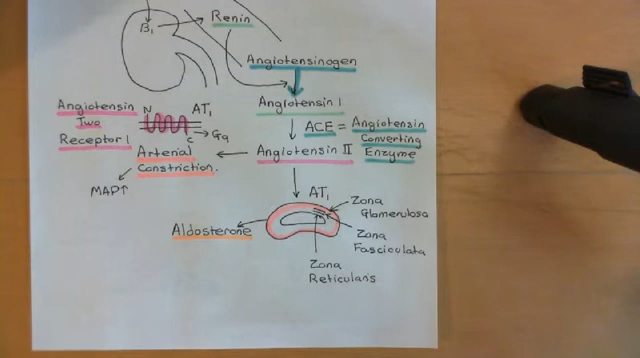 β₁
Renin
Angiotensinogen
Angiotensin
Two
Receptor 1
N
AT₁
C
Gq
Angiotensin I
ACE = Angiotensin
Converting
Enzyme
Arterial
Constriction.
Angiotensin II
MAP↑
AT₁
Zona
Glamerulosa
Aldosterone
Zona
Fasciculata
Zona
Reticularis